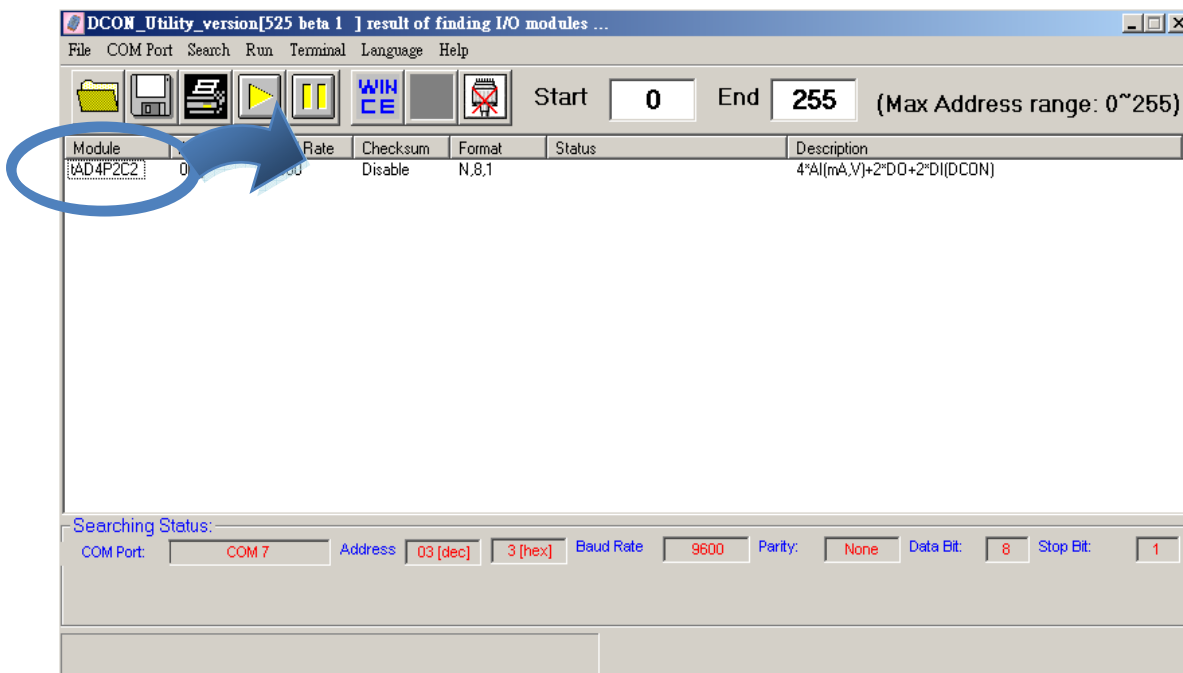 DCON_Utility_version[525 beta 1 ] result of finding I/O modules ...
File COM Port Search Run Terminal Language Help
WIN CE Start 0 End 255 (Max Address range: 0~255)
Module Rate Checksum Format Status Description
tAD4P2C2 Disable N,8,1 4*AI(mA,V)+2*DO+2*DI(DCON)
Searching Status:
COM Port: COM 7 Address 03 [dec] 3 [hex] Baud Rate 9600 Parity: None Data Bit: 8 Stop Bit: 1